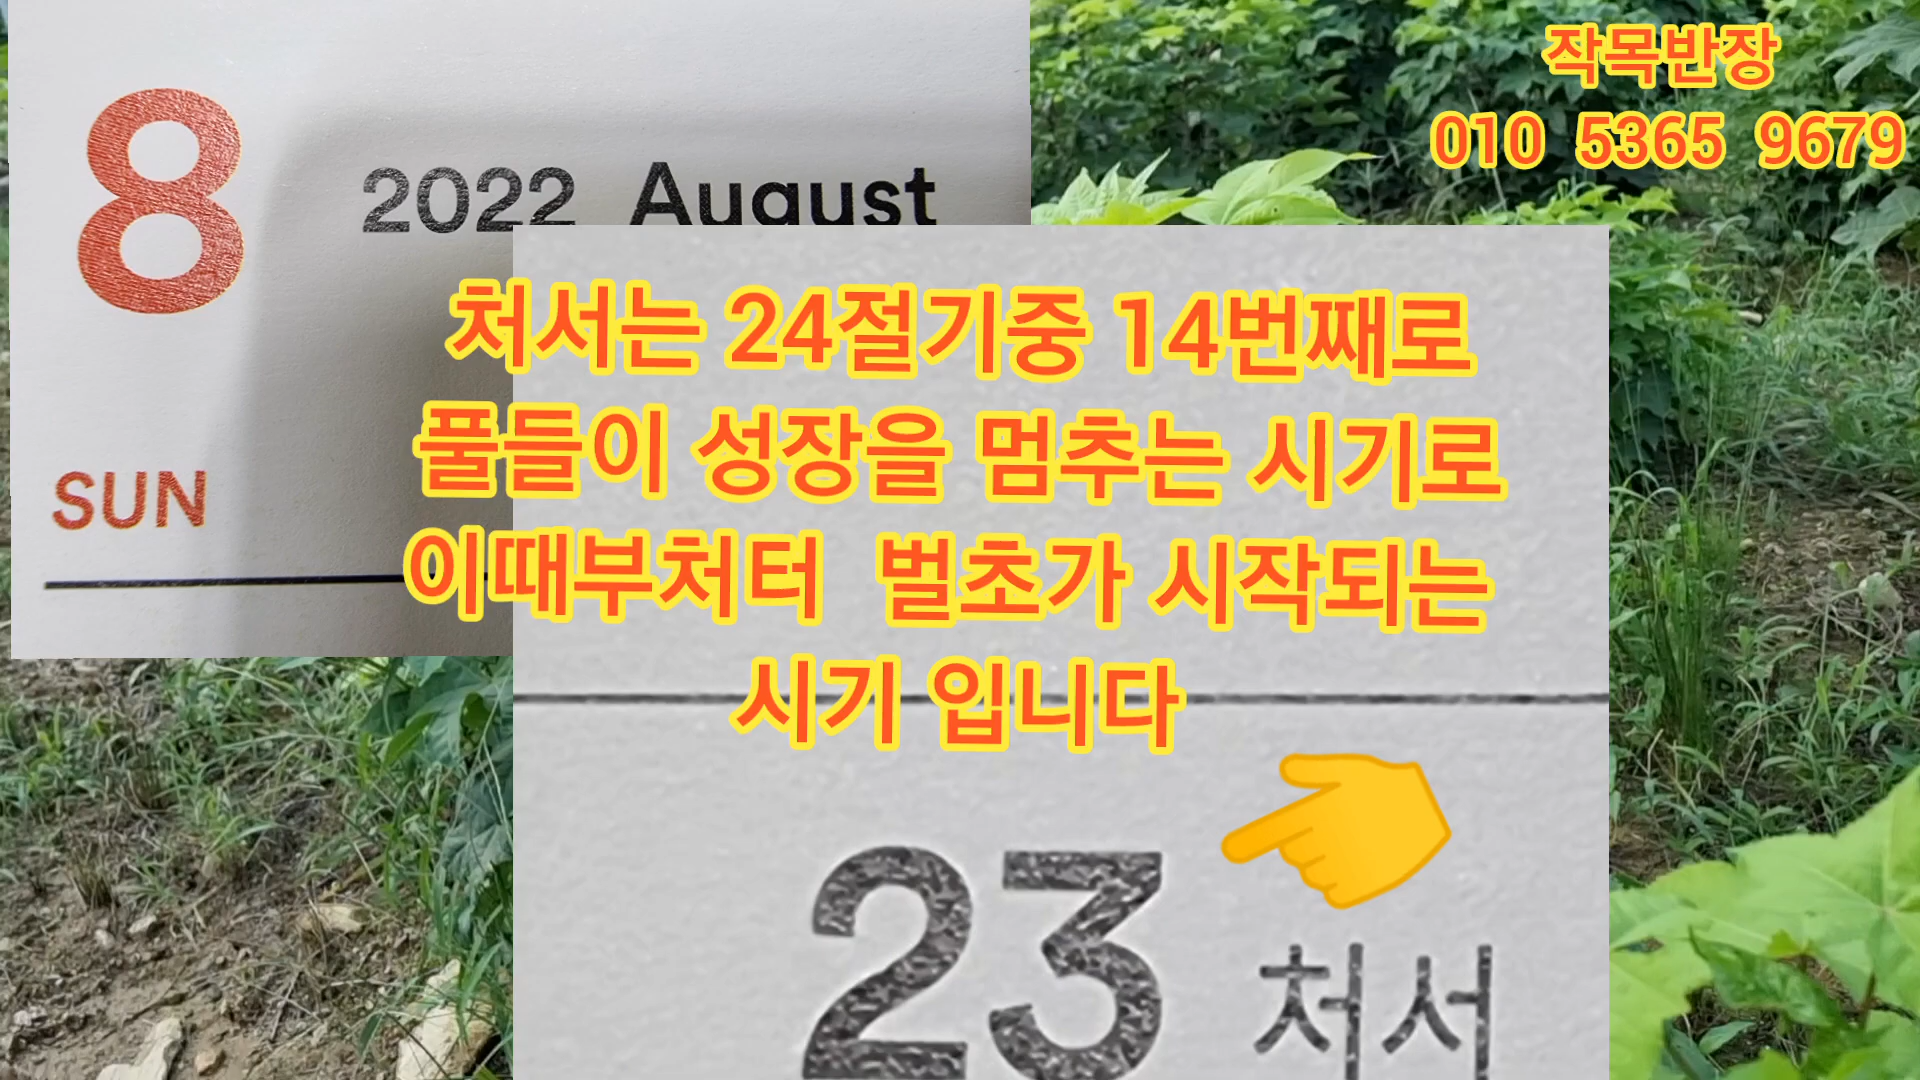 작목반장
010 5365 9679
8
2022 August
SUN
처서는 24절기중 14번째로
풀들이 성장을 멈추는 시기로
이때부처터 벌초가 시작되는
시기 입니다
23
처서